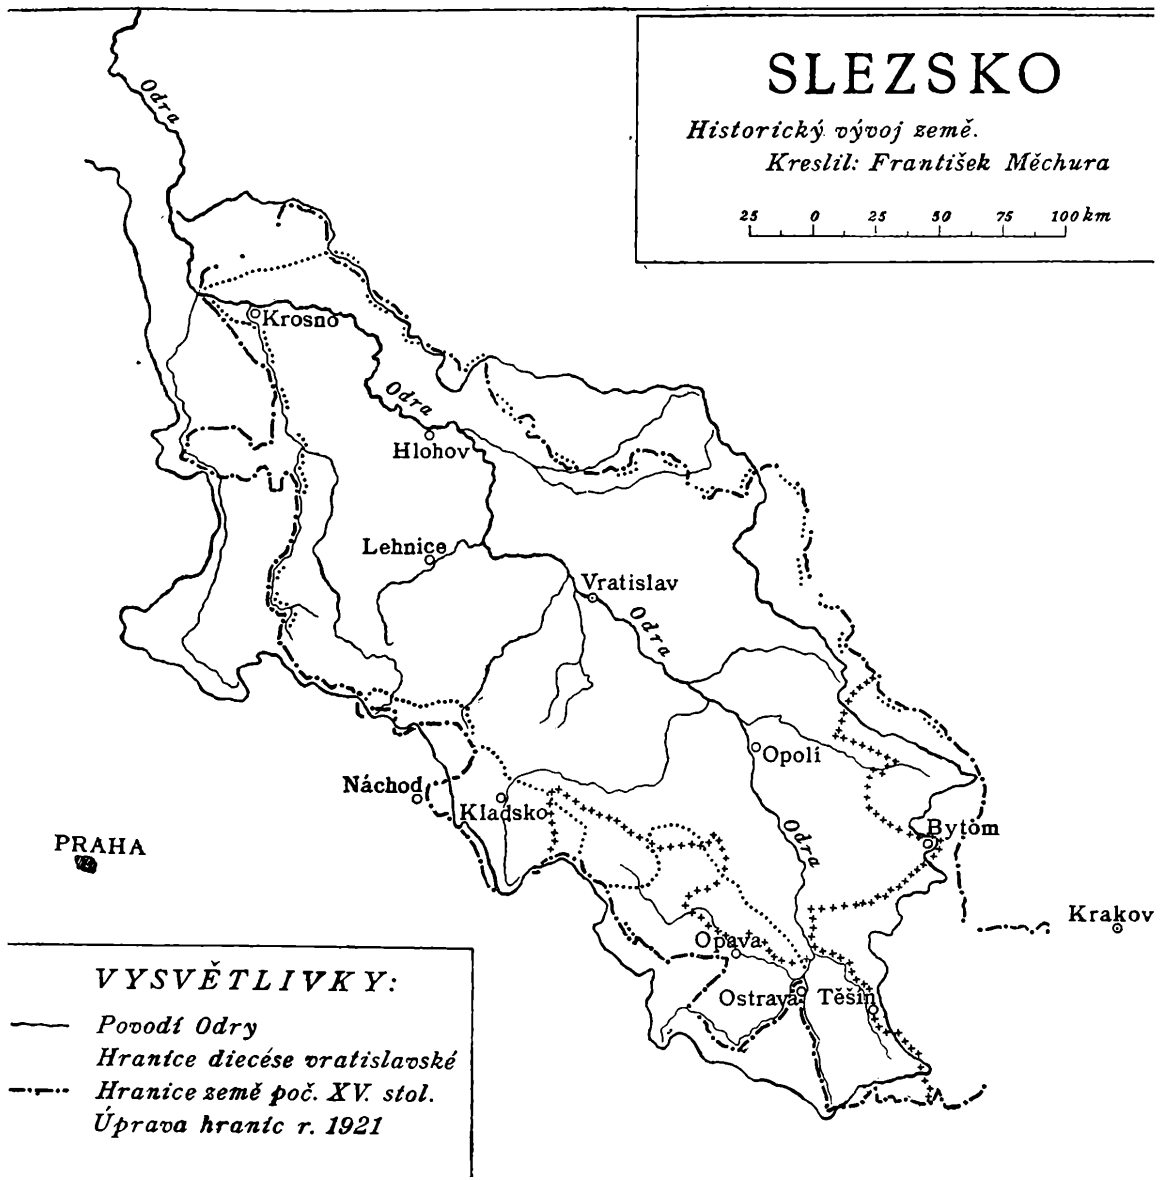 SLEZSKO
Historický vývoj země.
Kreslil: František Měchura
25 0 25 50 75 100 km
Odra
Krosno
Odra
Hlohov
Lehnice
Vratislav
Odra
Opolí
Náchod
Kladsko
Odra
Bytom
PRAHA
Krakov
Opava
Ostrava
Těšín
VYSVĚTLIVKY:
Povodí Odry
Hranice diecése vratislavské
Hranice země poč. XV. stol.
Úprava hranic r. 1921